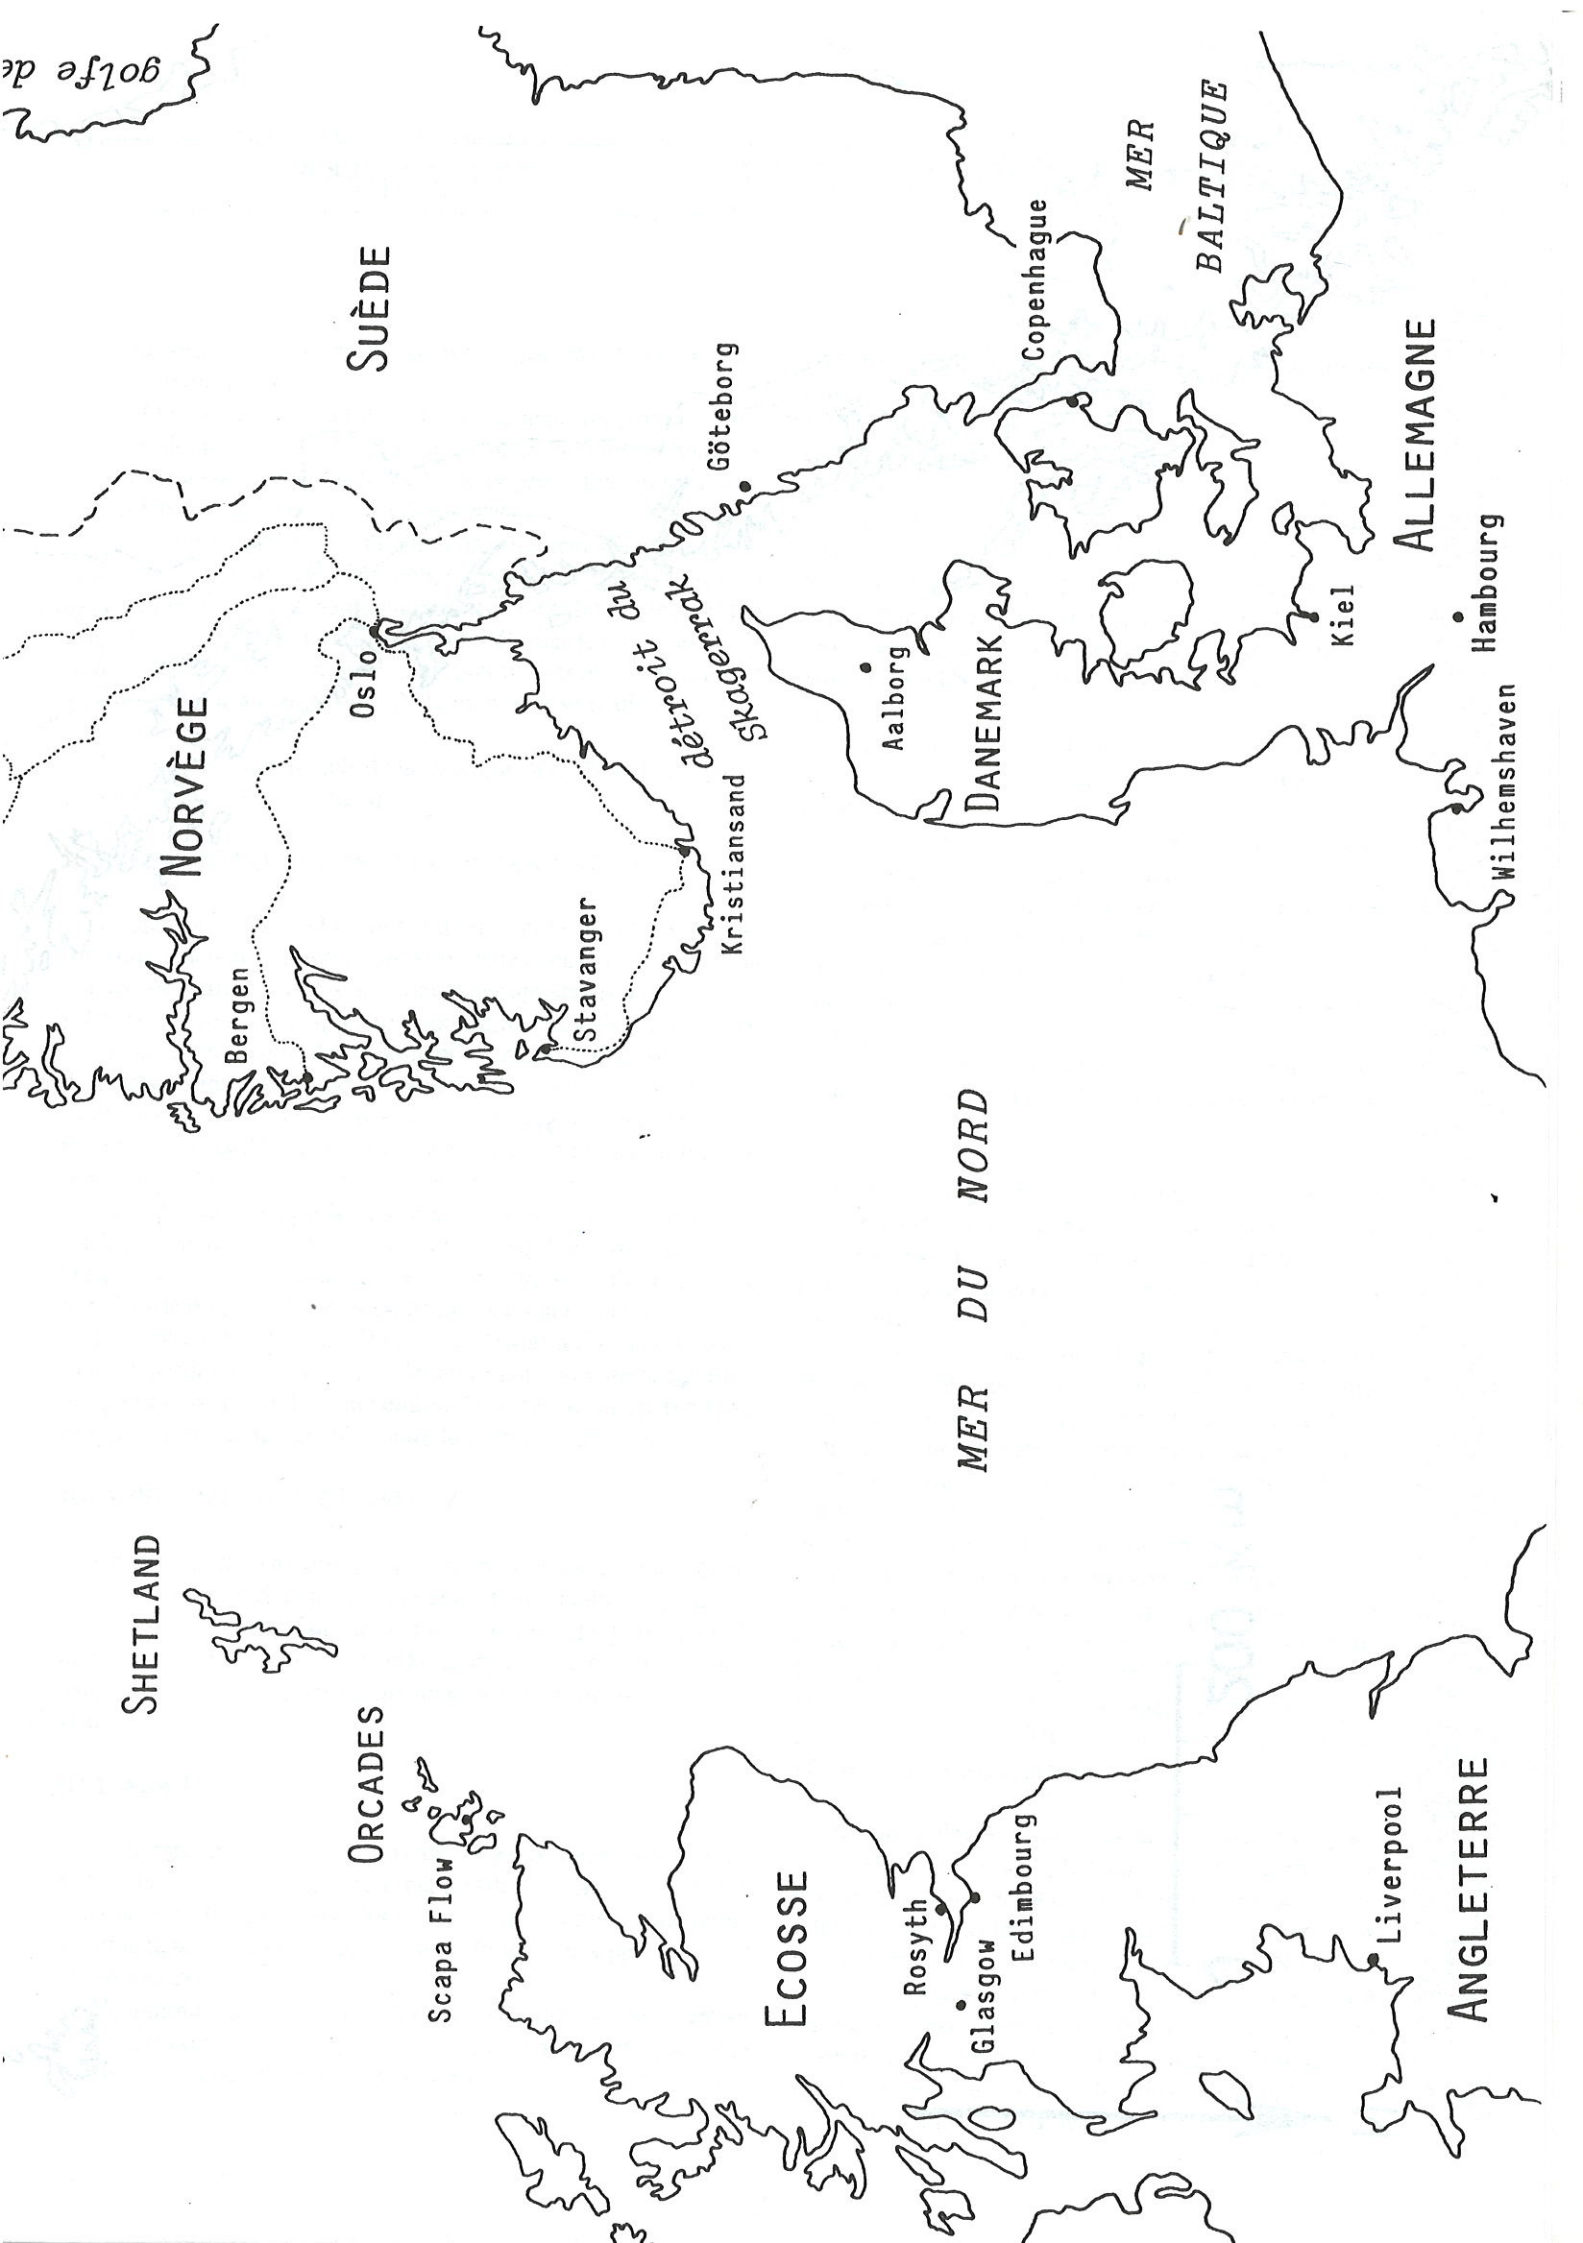 golfe de
SHETLAND
ORCADES
Scapa Flow
ECOSSE
Rosyth
Glasgow
Edimbourg
Liverpool
ANGLETERRE
MER DU NORD
NORVÈGE
Bergen
Oslo
Stavanger
Kristiansand
SUÈDE
Göteborg
détroit du
Skagerrak
Aalborg
DANEMARK
Copenhague
MER
BALTIQUE
Kiel
ALLEMAGNE
Hambourg
Wilhemshaven